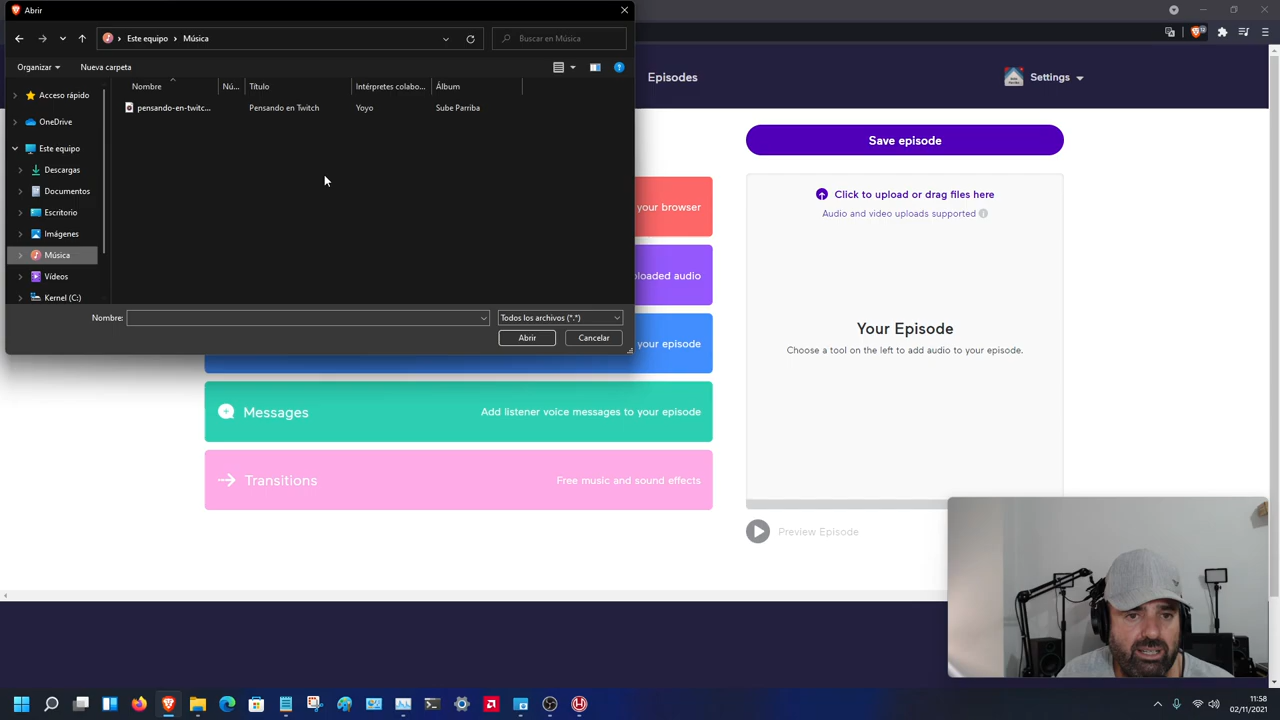 Abrir
Este equipo > Música
Buscar en Música
Organizar
Nueva carpeta
Nombre
Nú...
Título
Intérpretes colabo...
Álbum
pensando-en-twitc...
Pensando en Twitch
Yoyo
Sube Parriba
Acceso rápido
OneDrive
Este equipo
Descargas
Documentos
Escritorio
Imágenes
Música
Vídeos
Kernel (C:)
Nombre:
Todos los archivos (*.*)
Abrir
Cancelar
Episodes
Settings
your browser
loaded audio
your episode
Messages
Add listener voice messages to your episode
Transitions
Free music and sound effects
Save episode
Click to upload or drag files here
Audio and video uploads supported
Your Episode
Choose a tool on the left to add audio to your episode.
Preview Episode
11:58
02/11/2021